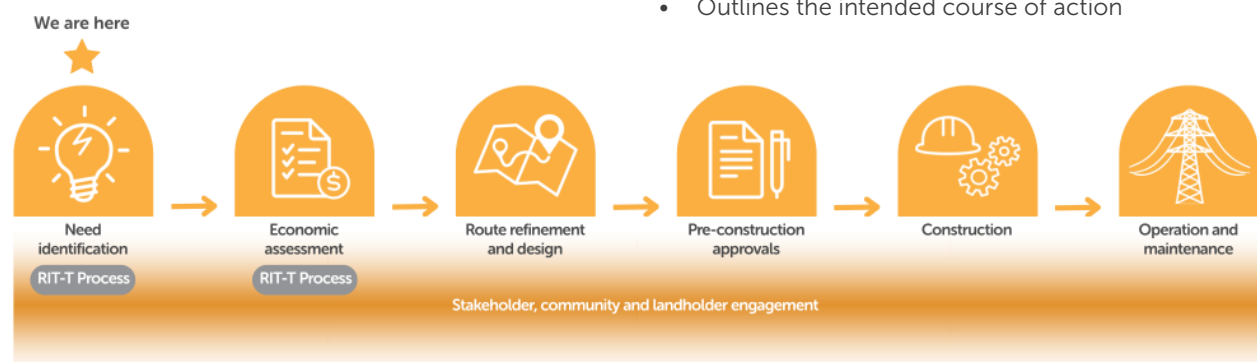 • Outlines the intended course of action
We are here
Need
identification
RIT-T Process
Economic
assessment
RIT-T Process
Route refinement
and design
Pre-construction
approvals
Construction
Operation and
maintenance
Stakeholder, community and landholder engagement